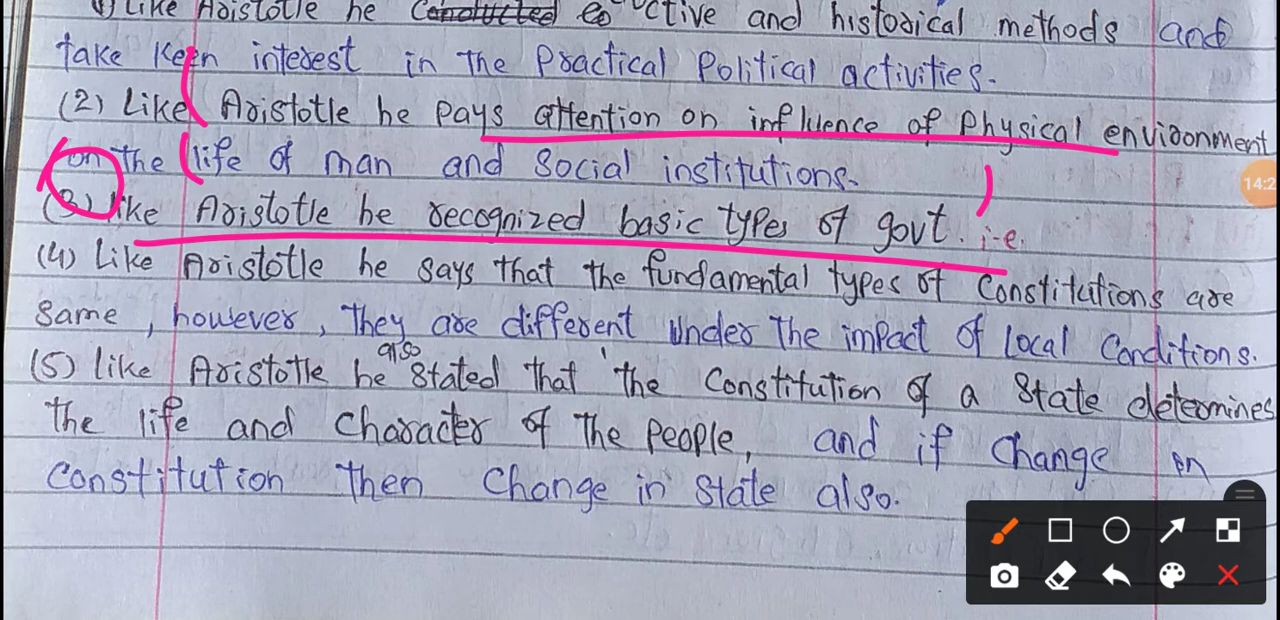 1) Like Aristotle he Conducted ctive and historical methods and
take keen interest in the Practical Political activities.
(2) Like Aristotle he pays attention on influence of Physical environment
on the life of man and Social institutions.
(3) like Aristotle he recognized basic types of govt. i-e.
(4) Like Aristotle he says that the fundamental types of Constitutions are
Same, however, they are different under the impact of Local Conditions.
(5) like Aristotle he also Stated that the Constitution of a State determines
the life and Character of the People, and if Change in
Constitution then Change in State also.
14:2